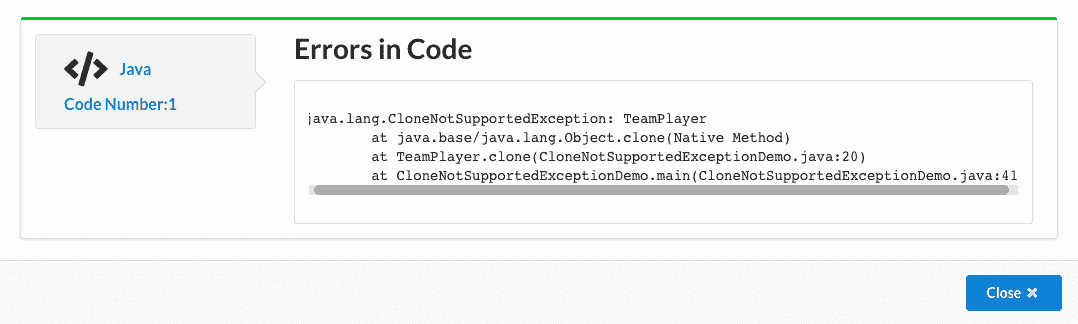 Errors in Code
</> Java
Code Number:1
java.lang.CloneNotSupportedException: TeamPlayer
at java.base/java.lang.Object.clone(Native Method)
at TeamPlayer.clone(CloneNotSupportedExceptionDemo.java:20)
at CloneNotSupportedExceptionDemo.main(CloneNotSupportedExceptionDemo.java:41
Close ✖